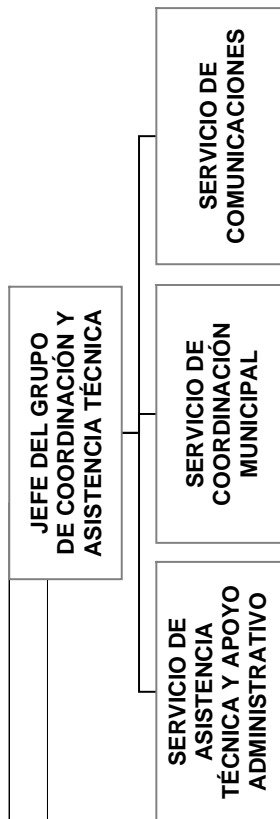 JEFE DEL GRUPO
DE COORDINACIÓN Y
ASISTENCIA TÉCNICA
SERVICIO DE
ASISTENCIA
TÉCNICA Y APOYO
ADMINISTRATIVO
SERVICIO DE
COORDINACIÓN
MUNICIPAL
SERVICIO DE
COMUNICACIONES